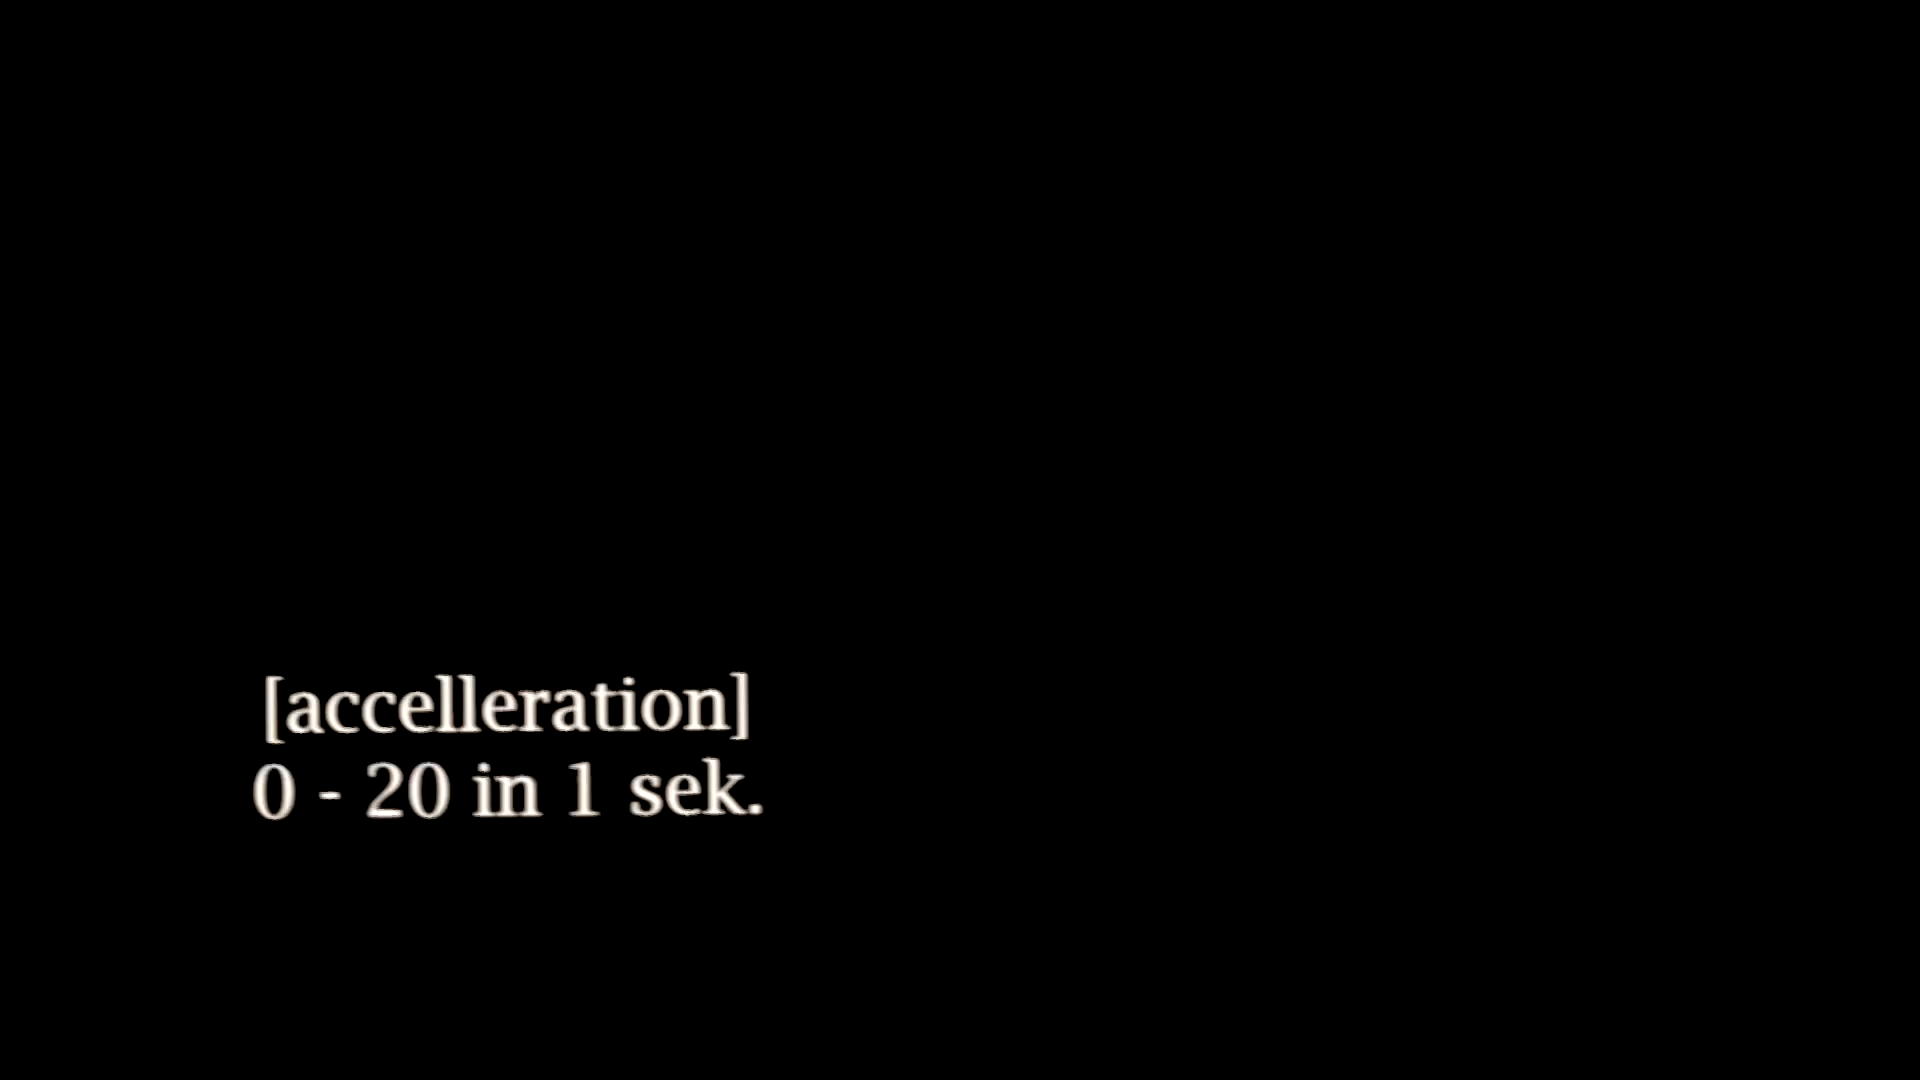 [accelleration]
0 - 20 in 1 sek.